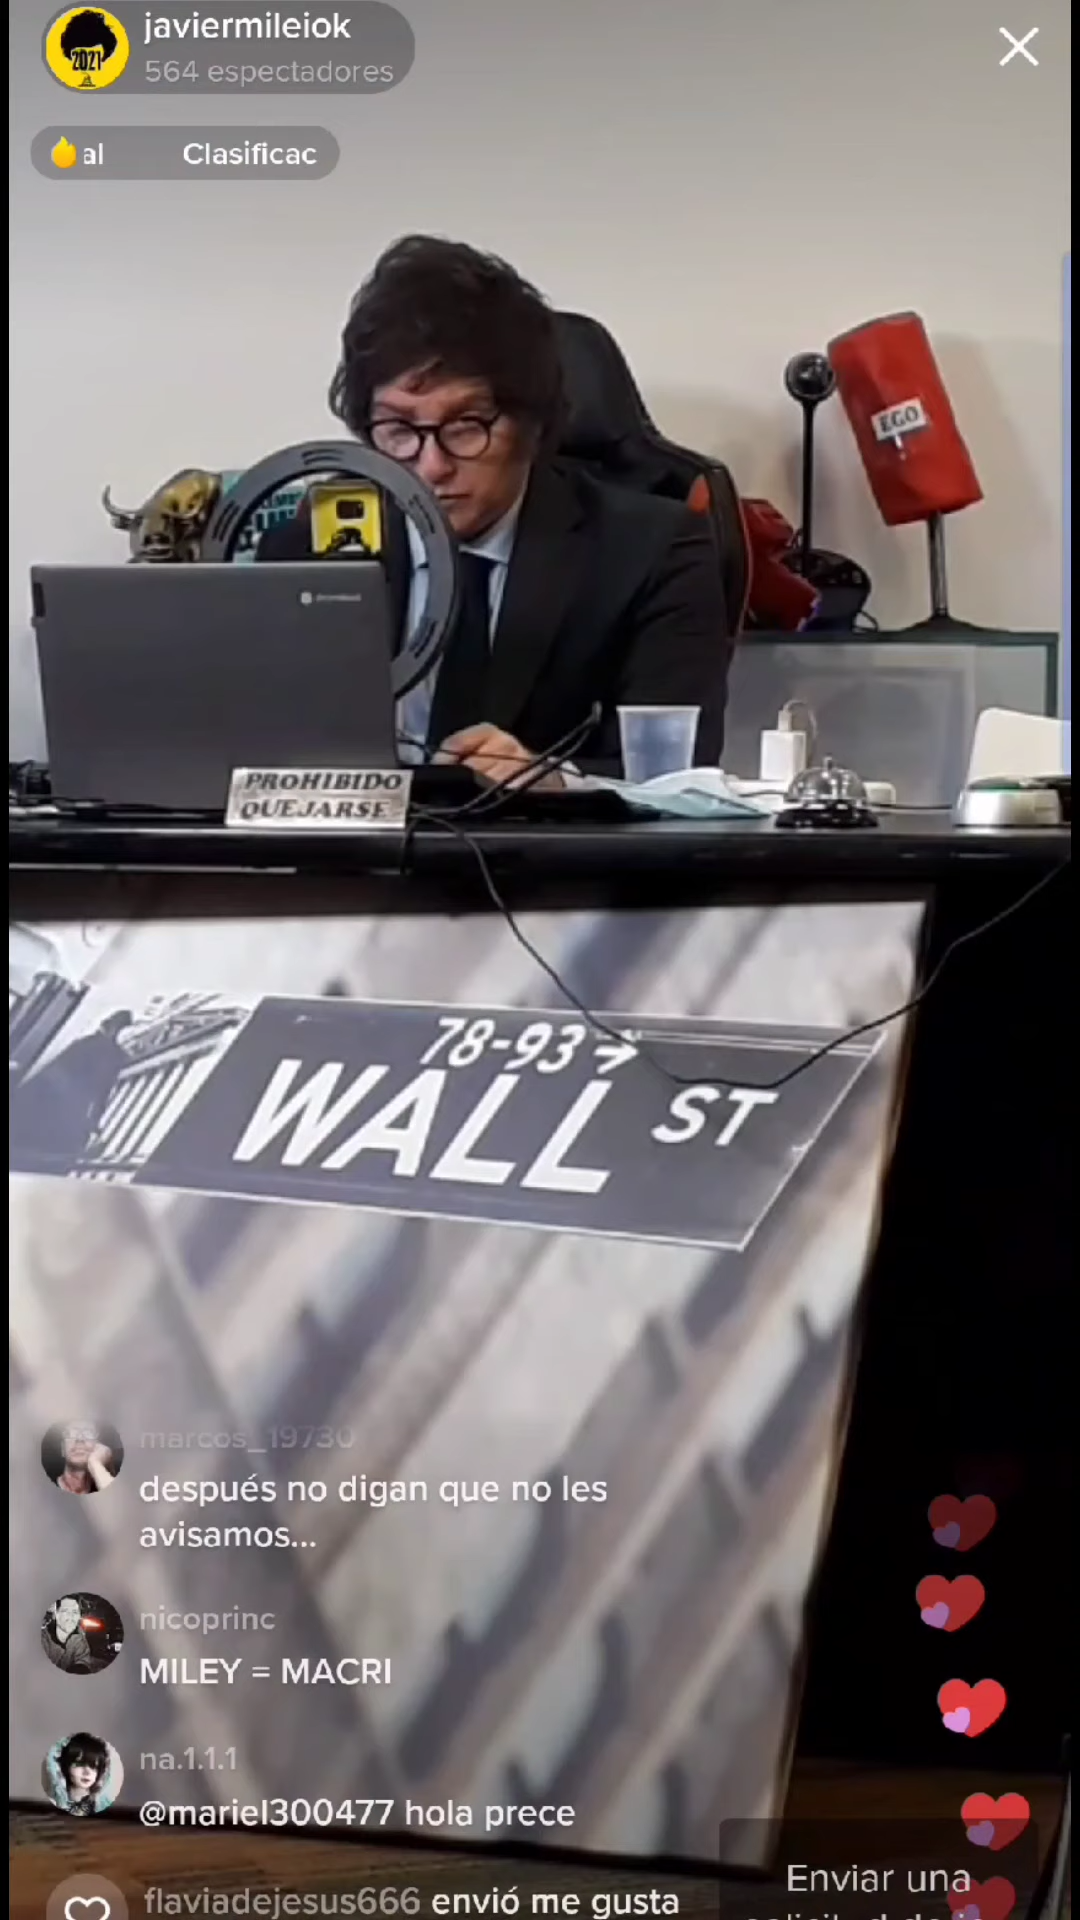 javiermileiok
2021
564 espectadores
al
Clasificac
EGO
PROHIBIDO
QUEJARSE
78-93
WALL ST
marcos_19730
después no digan que no les
avisamos...
nicoprinc
MILEY = MACRI
na.1.1.1
@mariel300477 hola prece
flaviadejesus666 envió me gusta
Enviar una